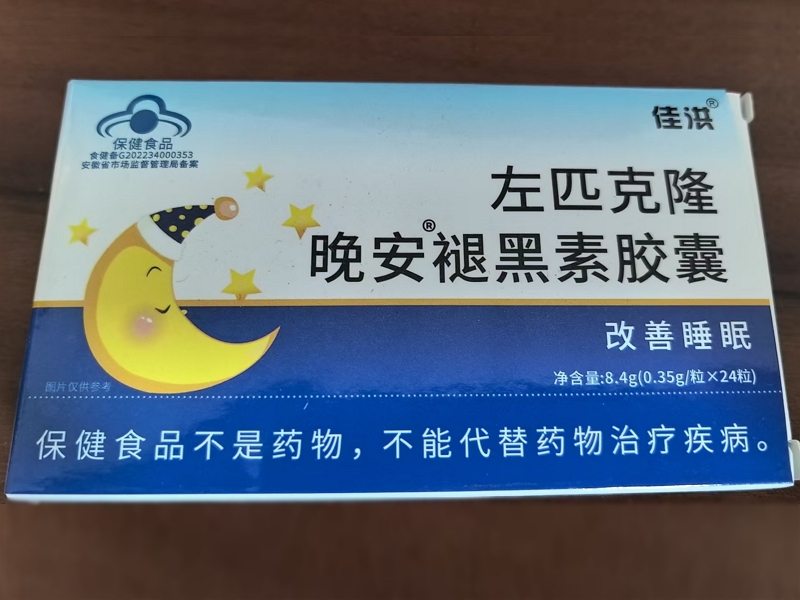 保健食品
食健备G202234000353
安徽省市场监督管理局备案
佳洪®
左匹克隆
晚安®褪黑素胶囊
改善睡眠
净含量:8.4g(0.35g/粒×24粒)
图片仅供参考
保健食品不是药物，不能代替药物治疗疾病。